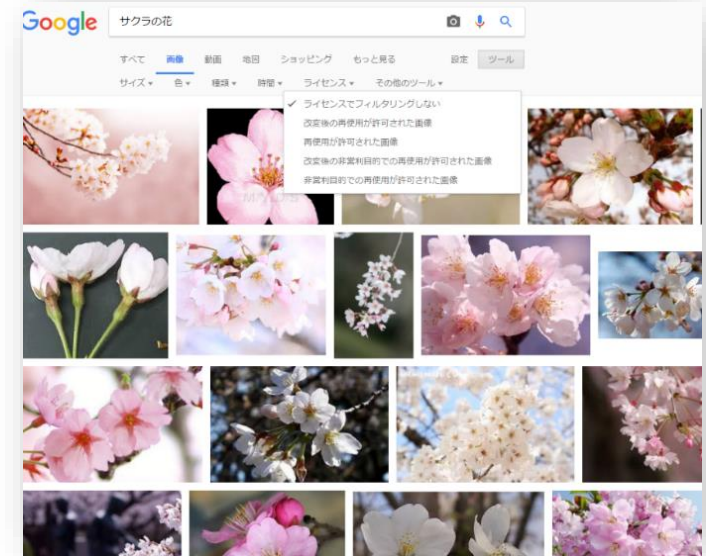 Google サクラの花
すべて 画像 動画 地図 ショッピング もっと見る 設定 ツール
サイズ 色 種類 時間 ライセンス その他のツール
ライセンスでフィルタリングしない
改変後の再使用が許可された画像
再使用が許可された画像
改変後の非営利目的での再使用が許可された画像
非営利目的での再使用が許可された画像